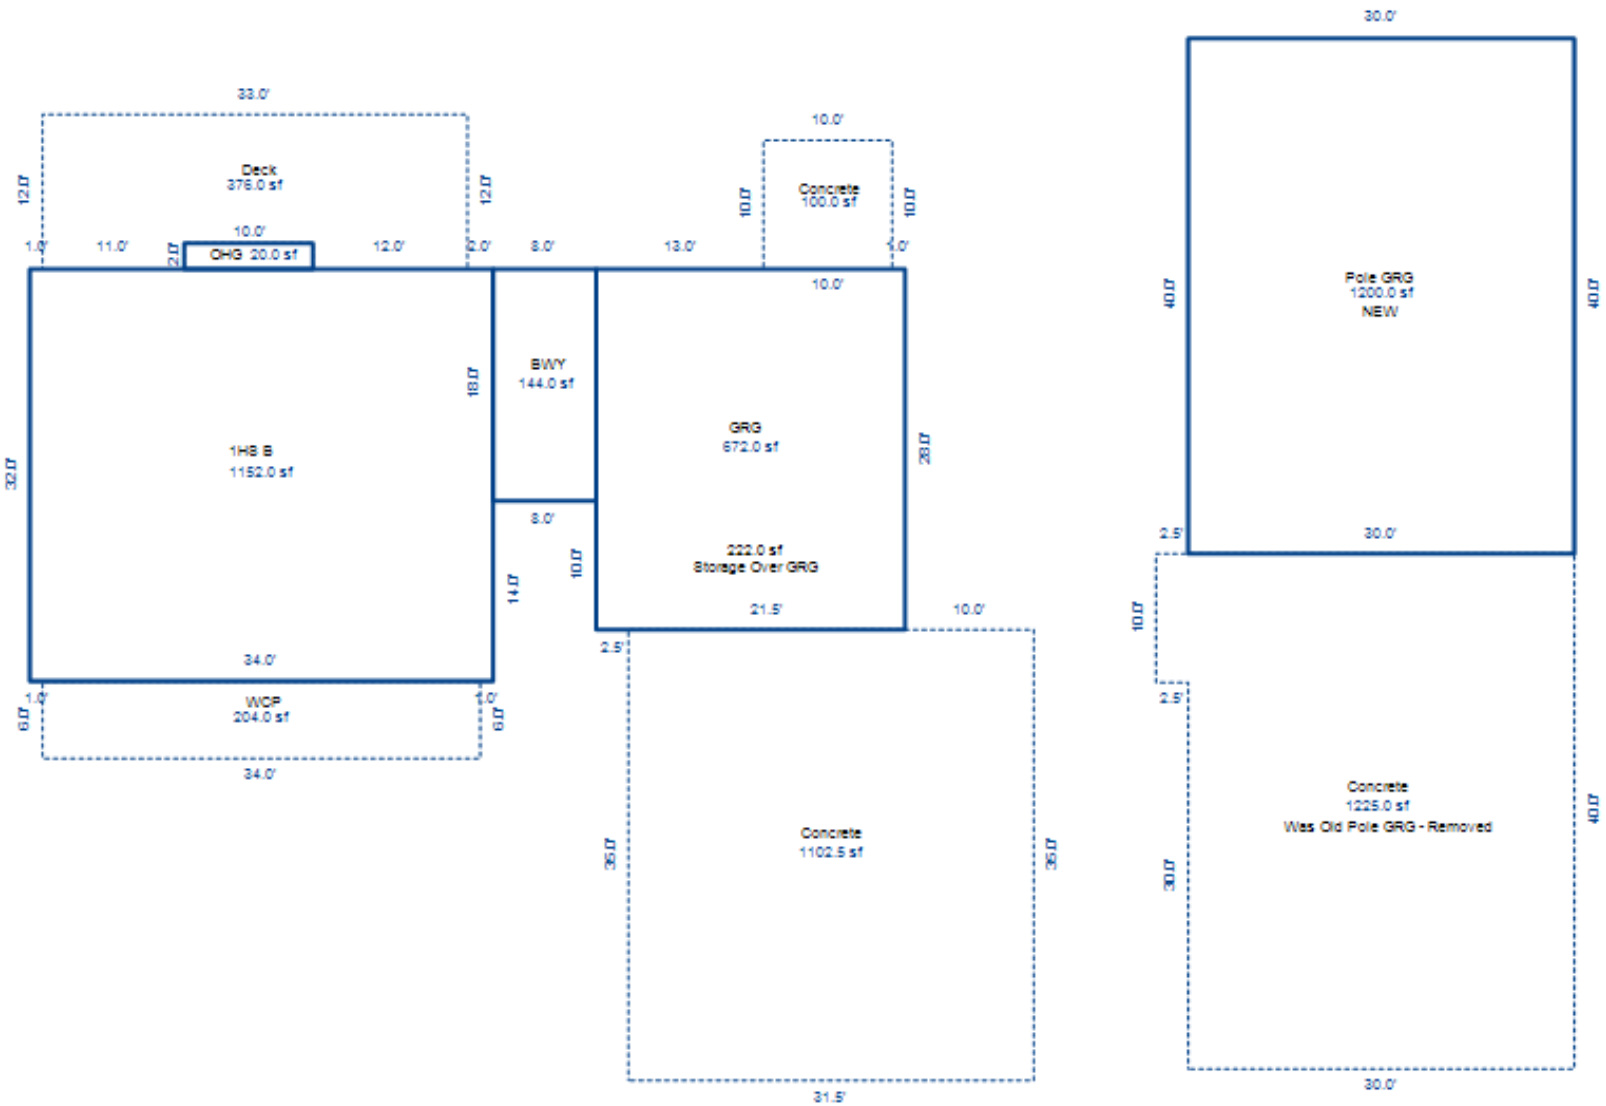 30.0'
33.0'
10.0'
Deck
376.0 sf
12.0'
12.0'
Concrete
100.0 sf
10.0'
10.0'
10.0'
1.0'
11.0'
2.0'
OHG 20.0 sf
12.0'
2.0'
8.0'
13.0'
1.0'
10.0'
Pole GRG
1200.0 sf
NEW
40.0'
40.0'
BWY
144.0 sf
18.0'
GRG
672.0 sf
28.0'
1HS B
1152.0 sf
32.0'
8.0'
10.0'
14.0'
222.0 sf
Storage Over GRG
21.5'
10.0'
2.5'
2.5'
30.0'
10.0'
2.5'
34.0'
1.0'
1.0'
WCP
204.0 sf
6.0'
6.0'
34.0'
Concrete
1102.5 sf
35.0'
35.0'
31.5'
Concrete
1225.0 sf
Was Old Pole GRG - Removed
30.0'
40.0'
30.0'